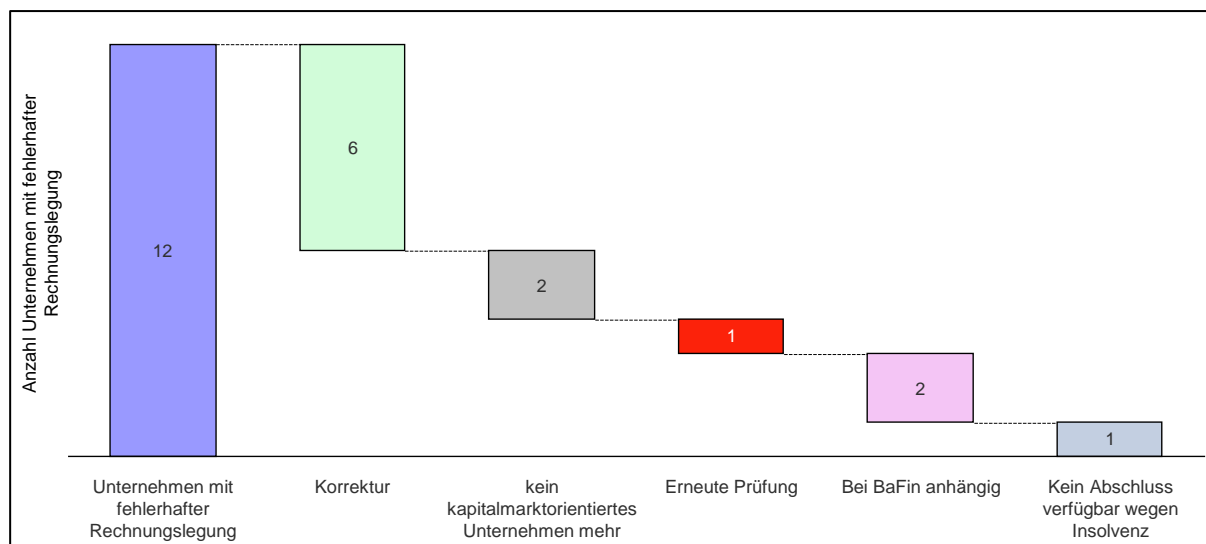 Anzahl Unternehmen mit fehlerhafter
Rechnungslegung
12
6
2
1
2
1
Unternehmen mit
fehlerhafter
Rechnungslegung
Korrektur
kein
kapitalmarktorientiertes
Unternehmen mehr
Erneute Prüfung
Bei BaFin anhängig
Kein Abschluss
verfügbar wegen
Insolvenz